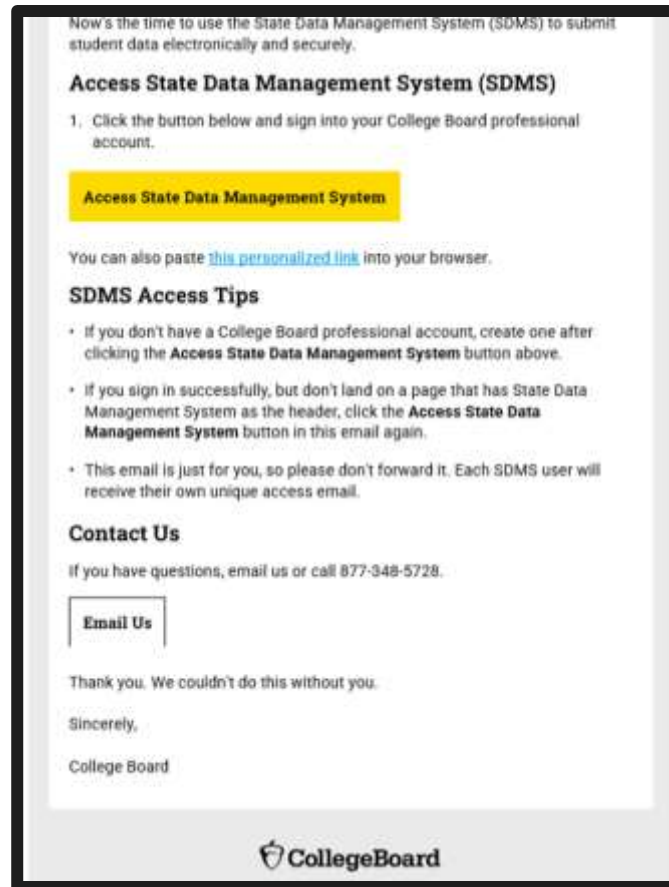 Now's the time to use the State Data Management System (SDMS) to submit
student data electronically and securely.
Access State Data Management System (SDMS)
1. Click the button below and sign into your College Board professional
account.
Access State Data Management System
You can also paste this personalized link into your browser.
SDMS Access Tips
• If you don't have a College Board professional account, create one after
clicking the Access State Data Management System button above.
• If you sign in successfully, but don't land on a page that has State Data
Management System as the header, click the Access State Data
Management System button in this email again.
• This email is just for you, so please don't forward it. Each SDMS user will
receive their own unique access email.
Contact Us
If you have questions, email us or call 877-348-5728.
Email Us
Thank you. We couldn't do this without you.
Sincerely,
College Board
CollegeBoard